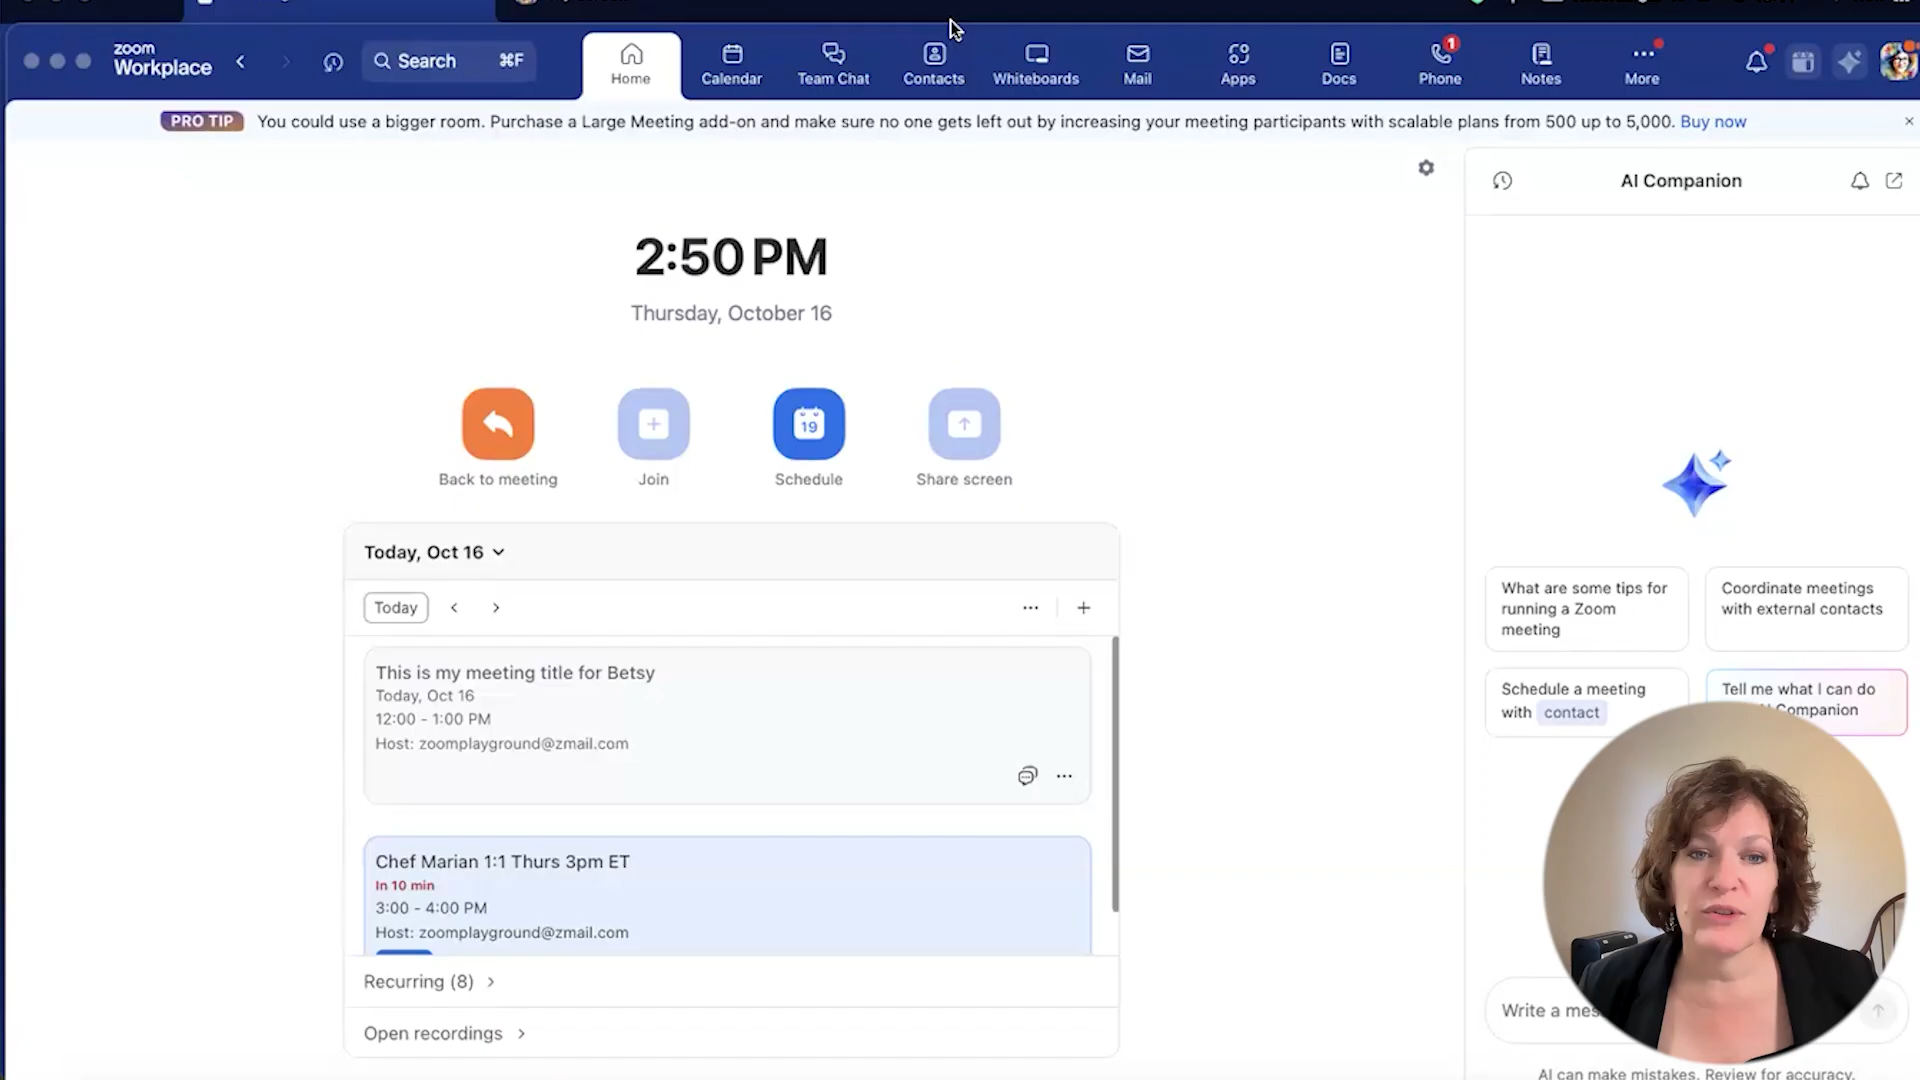 zoom
Workplace
Search ⌘F
Home
Calendar
Team Chat
Contacts
Whiteboards
Mail
Apps
Docs
1
Phone
Notes
More
PRO TIP You could use a bigger room. Purchase a Large Meeting add-on and make sure no one gets left out by increasing your meeting participants with scalable plans from 500 up to 5,000. Buy now
AI Companion
2:50 PM
Thursday, October 16
19
Back to meeting
Join
Schedule
Share screen
Today, Oct 16
Today
This is my meeting title for Betsy
Today, Oct 16
12:00 - 1:00 PM
Host: zoomplayground@zmail.com
Chef Marian 1:1 Thurs 3pm ET
In 10 min
3:00 - 4:00 PM
Host: zoomplayground@zmail.com
Recurring (8)
Open recordings
What are some tips for
running a Zoom
meeting
Coordinate meetings
with external contacts
Schedule a meeting
with contact
Tell me what I can do
Companion
Write a
AI can make mistakes. Review for accuracy.